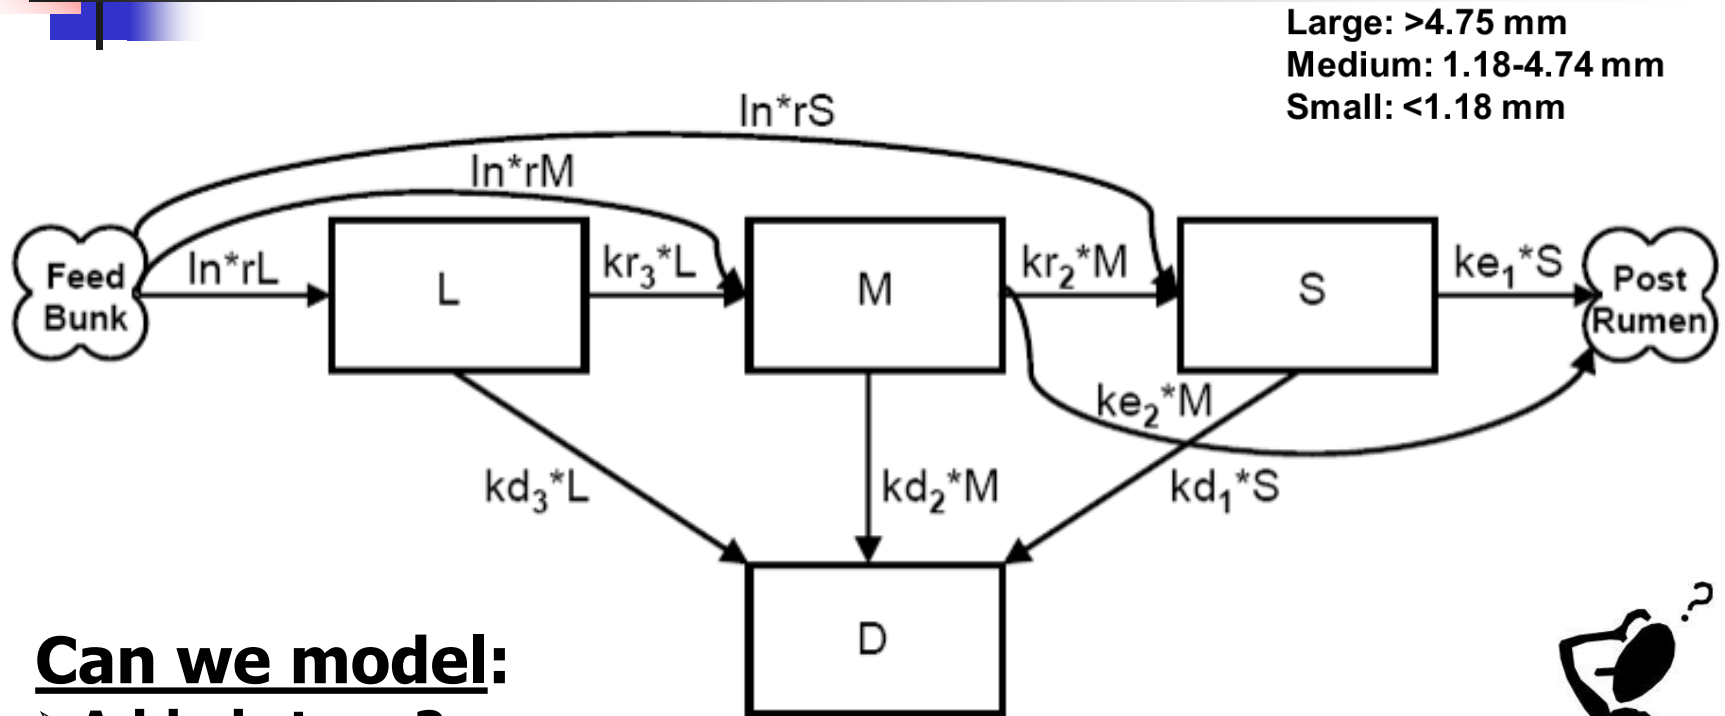 Large: >4.75 mm
Medium: 1.18-4.74 mm
Small: <1.18 mm
In*rS
In*rM
Feed
Bunk
In*rL
L
kr₃*L
M
kr₂*M
S
ke₁*S
Post
Rumen
ke₂*M
kd₃*L
kd₂*M
kd₁*S
D
?
Can we model: